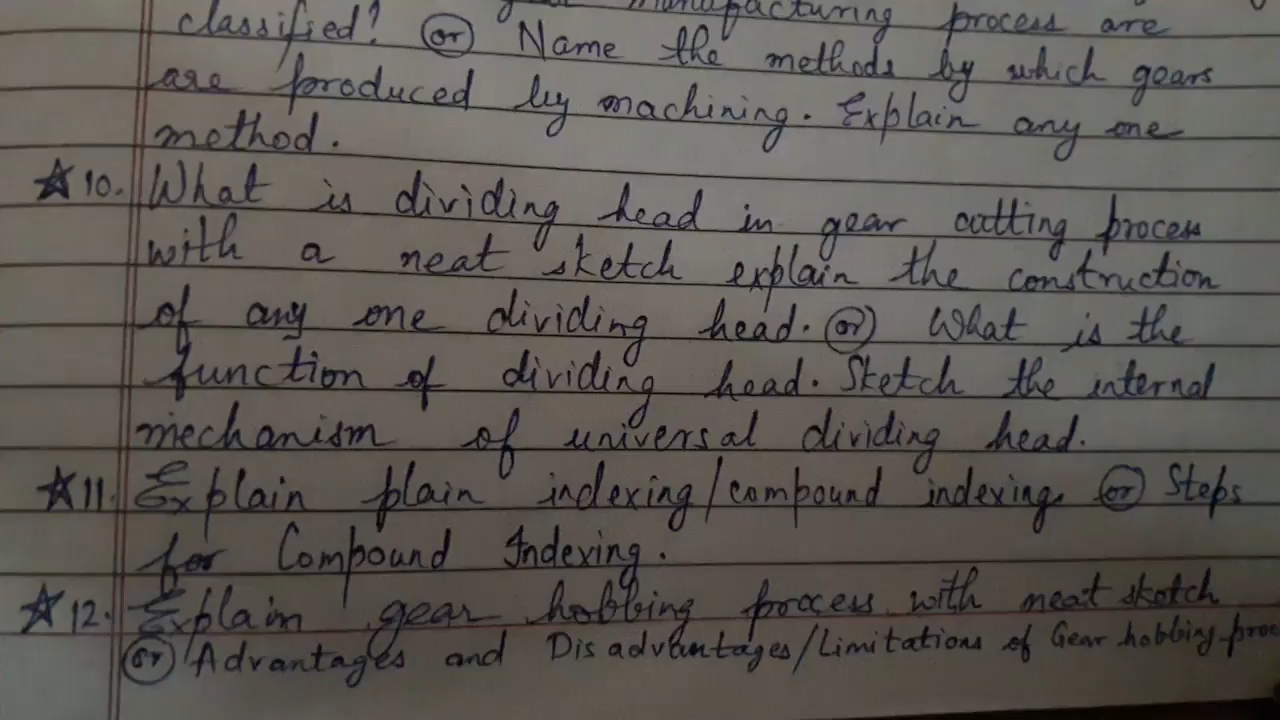 manufacturing process are
classified? (or) Name the methods by which gears
are produced by machining. Explain any one
method.
☆10. What is dividing head in gear cutting process
with a neat sketch explain the construction
of any one dividing head. (or) What is the
function of dividing head. Sketch the internal
mechanism of universal dividing head.
☆11. Explain plain indexing/compound indexing. (or) Steps
for Compound Indexing.
☆12. Explain gear hobbing process with neat sketch
(or) Advantages and Disadvantages/Limitations of Gear hobbing proc